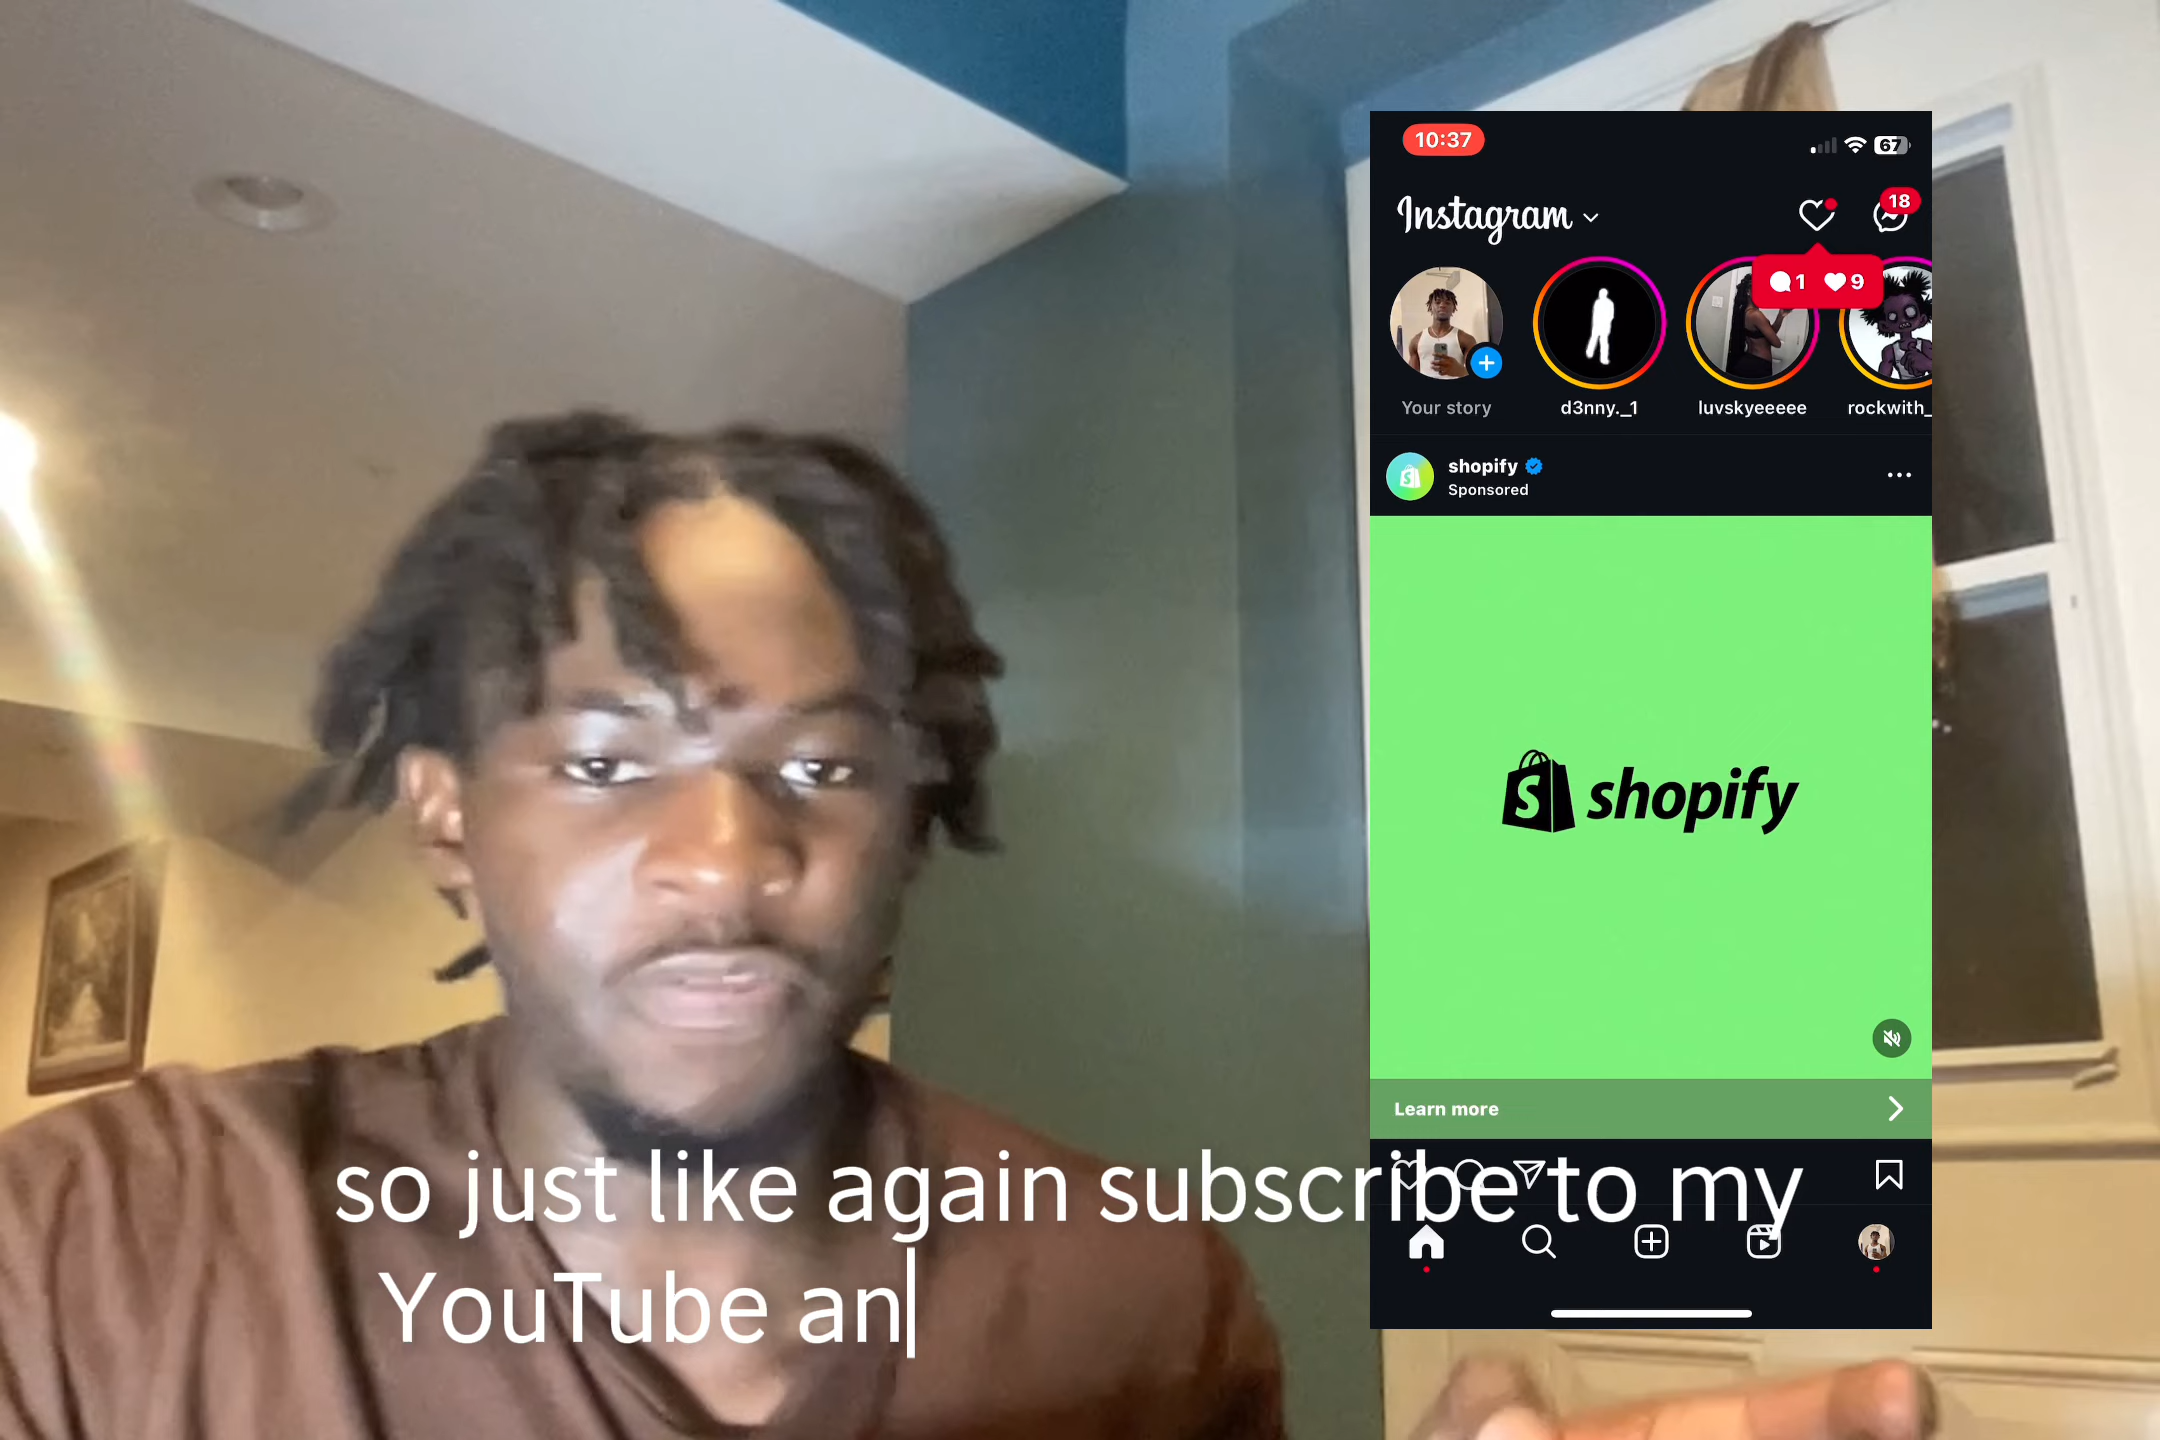 10:37
67
Instagram
18
1 9
Your story
d3nny._1
luvskyeeeee
rockwith_
shopify
Sponsored
shopify
Learn more
so just like again subscribe to my
YouTube an